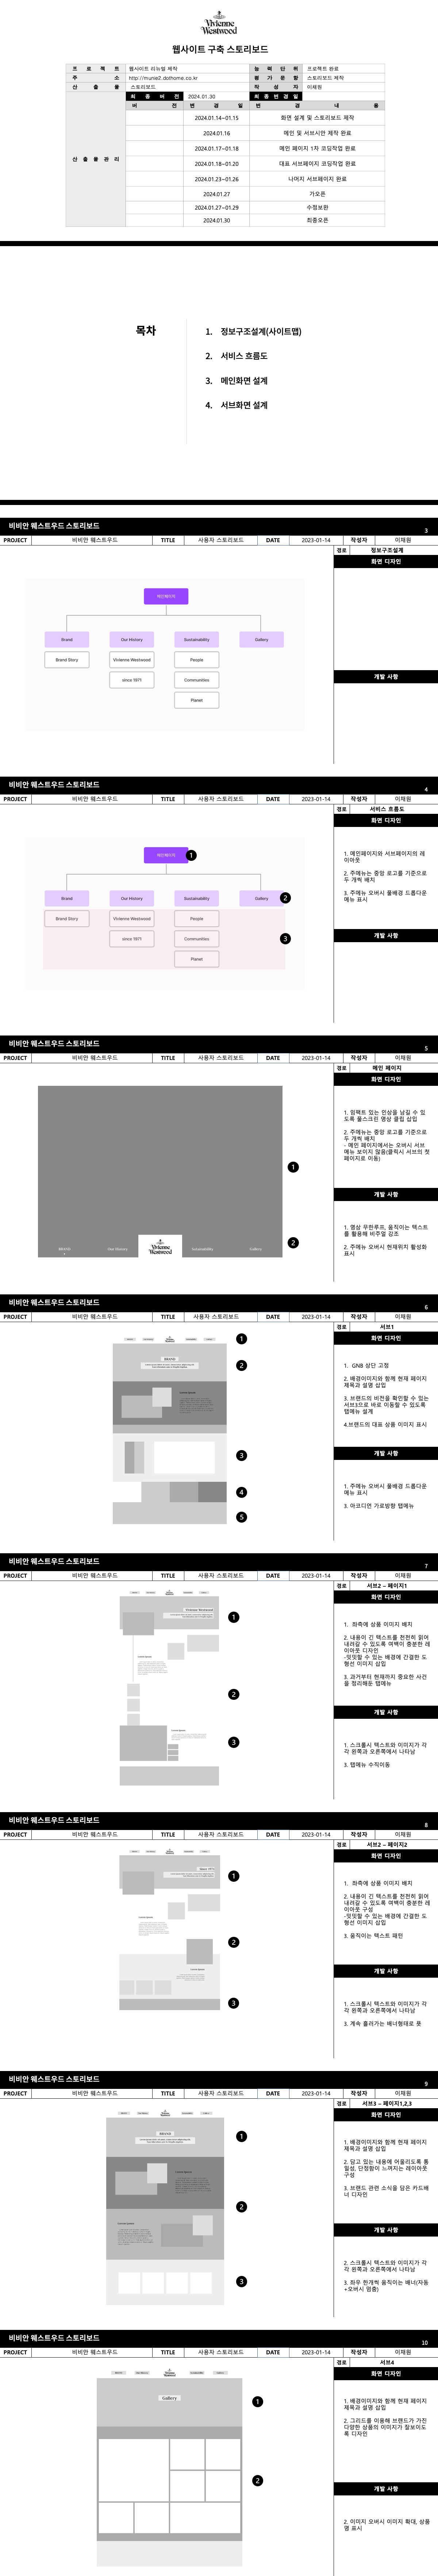 Vivienne
Westwood
웹사이트 구축 스토리보드
프로젝트 웹사이트 리뉴얼 제작 능력단위 프로젝트 완료
주소 http://munie2.dothome.co.kr 평가문항 스토리보드 제작
산출물 스토리보드 작성자 이채원
최종버전 2024.01.30 최종변경일
산출물관리
버전 변경일 변경내용
2024.01.14~01.15 화면 설계 및 스토리보드 제작
2024.01.16 메인 및 서브시안 제작 완료
2024.01.17~01.18 메인 페이지 1차 코딩작업 완료
2024.01.18~01.20 대표 서브페이지 코딩작업 완료
2024.01.23~01.26 나머지 서브페이지 완료
2024.01.27 가오픈
2024.01.27~01.29 수정보완
2024.01.30 최종오픈
목차
1. 정보구조설계(사이트맵)
2. 서비스 흐름도
3. 메인화면 설계
4. 서브화면 설계
비비안 웨스트우드 스토리보드 3
PROJECT 비비안 웨스트우드 TITLE 사용자 스토리보드 DATE 2023-01-14 작성자 이채원
경로 정보구조설계
화면 디자인
메인페이지
Brand Our History Sustainability Gallery
Brand Story Vivienne Westwood People
since 1971 Communities
Planet
개발 사항
비비안 웨스트우드 스토리보드 4
PROJECT 비비안 웨스트우드 TITLE 사용자 스토리보드 DATE 2023-01-14 작성자 이채원
경로 서비스 흐름도
화면 디자인
메인페이지 1
Brand Our History Sustainability Gallery 2
Brand Story Vivienne Westwood People
since 1971 Communities 3
Planet
1. 메인페이지와 서브페이지의 레
이아웃
2. 주메뉴는 중앙 로고를 기준으로
두 개씩 배치
3. 주메뉴 오버시 풀배경 드롭다운
메뉴 표시
개발 사항
비비안 웨스트우드 스토리보드 5
PROJECT 비비안 웨스트우드 TITLE 사용자 스토리보드 DATE 2023-01-14 작성자 이채원
경로 메인 페이지
화면 디자인
1. 임팩트 있는 인상을 남길 수 있
도록 풀스크린 영상 클립 삽입
2. 주메뉴는 중앙 로고를 기준으로
두 개씩 배치
- 메인 페이지에서는 오버시 서브
메뉴 보이지 않음(클릭시 서브의 첫
페이지로 이동)
1
2
BRAND Our History Vivienne Westwood Sustainability Gallery
개발 사항
1. 영상 무한루프, 움직이는 텍스트
를 활용해 비주얼 강조
2. 주메뉴 오버시 현재위치 활성화
표시
비비안 웨스트우드 스토리보드 6
PROJECT 비비안 웨스트우드 TITLE 사용자 스토리보드 DATE 2023-01-14 작성자 이채원
경로 서브1
화면 디자인
1
BRAND
2
3
4
5
1. GNB 상단 고정
2. 배경이미지와 함께 현재 페이지
제목과 설명 삽입
3. 브랜드의 비전을 확인할 수 있는
서브3으로 바로 이동할 수 있도록
탭메뉴 설계
4.브랜드의 대표 상품 이미지 표시
개발 사항
1. 주메뉴 오버시 풀배경 드롭다운
메뉴 표시
3. 아코디언 가로방향 탭메뉴
비비안 웨스트우드 스토리보드 7
PROJECT 비비안 웨스트우드 TITLE 사용자 스토리보드 DATE 2023-01-14 작성자 이채원
경로 서브2 – 페이지1
화면 디자인
Vivienne Westwood
1
2
3
1. 좌측에 상품 이미지 배치
2. 내용이 긴 텍스트를 천천히 읽어
내려갈 수 있도록 여백이 충분한 레
이아웃 디자인
-밋밋할 수 있는 배경에 간결한 도
형선 이미지 삽입
3. 과거부터 현재까지 중요한 사건
을 정리해둔 탭메뉴
개발 사항
1. 스크롤시 텍스트와 이미지가 각
각 왼쪽과 오른쪽에서 나타남
3. 탭메뉴 수직이동
비비안 웨스트우드 스토리보드 8
PROJECT 비비안 웨스트우드 TITLE 사용자 스토리보드 DATE 2023-01-14 작성자 이채원
경로 서브2 – 페이지2
화면 디자인
Since 1971
1
2
3
1. 좌측에 상품 이미지 배치
2. 내용이 긴 텍스트를 천천히 읽어
내려갈 수 있도록 여백이 충분한 레
이아웃 구성
-밋밋할 수 있는 배경에 간결한 도
형선 이미지 삽입
3. 움직이는 텍스트 패턴
개발 사항
1. 스크롤시 텍스트와 이미지가 각
각 왼쪽과 오른쪽에서 나타남
3. 계속 흘러가는 배너형태로 롯
비비안 웨스트우드 스토리보드 9
PROJECT 비비안 웨스트우드 TITLE 사용자 스토리보드 DATE 2023-01-14 작성자 이채원
경로 서브3 – 페이지1,2,3
화면 디자인
BRAND
1
2
3
1. 배경이미지와 함께 현재 페이지
제목과 설명 삽입
2. 담고 있는 내용에 어울리도록 통
일성, 단정함이 느껴지는 레이아웃
구성
3. 브랜드 관련 소식을 담은 카드배
너 디자인
개발 사항
2. 스크롤시 텍스트와 이미지가 각
각 왼쪽과 오른쪽에서 나타남
3. 좌우 한개씩 움직이는 배너(자동
+오버시 멈춤)
비비안 웨스트우드 스토리보드 10
PROJECT 비비안 웨스트우드 TITLE 사용자 스토리보드 DATE 2023-01-14 작성자 이채원
경로 서브4
화면 디자인
Gallery
1
2
1. 배경이미지와 함께 현재 페이지
제목과 설명 삽입
2. 그리드를 이용해 브랜드가 가진
다양한 상품의 이미지가 잘보이도
록 디자인
개발 사항
2. 이미지 오버시 이미지 확대, 상품
명 표시